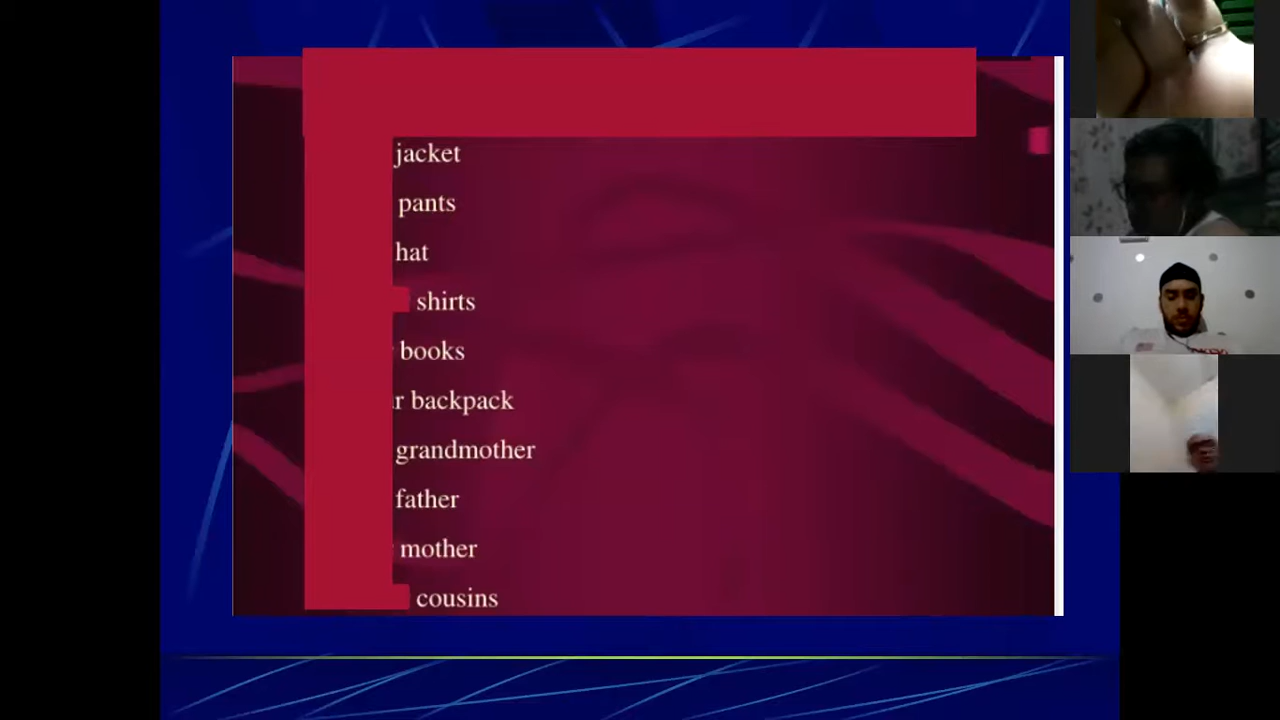 jacket
pants
hat
shirts
books
r backpack
grandmother
father
mother
cousins